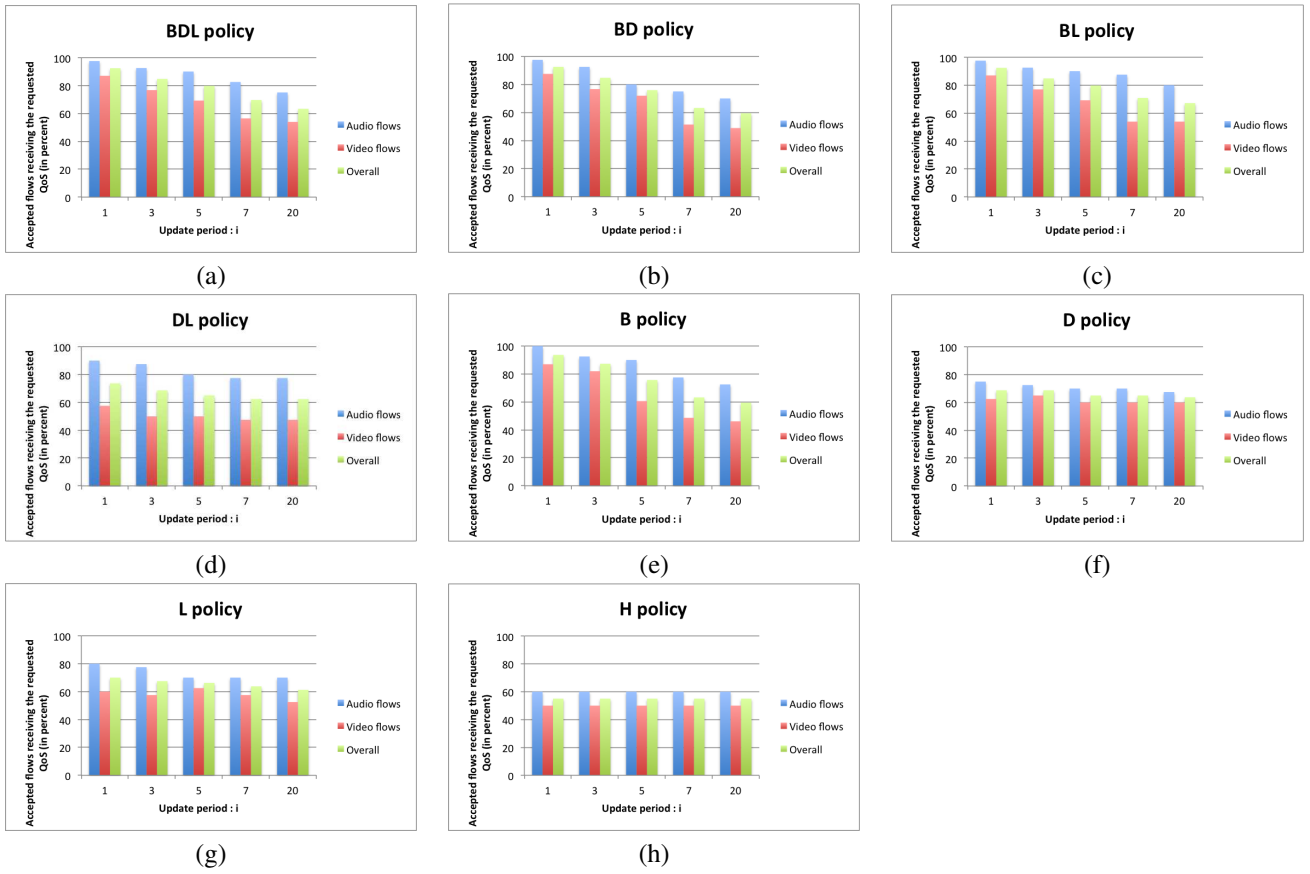 BDL policy
Accepted flows receiving the requested
QoS (in percent)
100
80
60
40
20
0
1 3 5 7 20
Update period : i
Audio flows
Video flows
Overall
(a)
BD policy
Accepted flows receiving the requested
QoS (in percent)
100
80
60
40
20
0
1 3 5 7 20
Update period : i
Audio flows
Video flows
Overall
(b)
BL policy
Accepted flows receiving the requested
QoS (in percent)
100
80
60
40
20
0
1 3 5 7 20
Update period : i
Audio flows
Video flows
Overall
(c)
DL policy
Accepted flows receiving the requested
QoS (in percent)
100
80
60
40
20
0
1 3 5 7 20
Update period : i
Audio flows
Video flows
Overall
(d)
B policy
Accepted flows receiving the requested
QoS (in percent)
100
80
60
40
20
0
1 3 5 7 20
Update period : i
Audio flows
Video flows
Overall
(e)
D policy
Accepted flows receiving the requested
QoS (in percent)
100
80
60
40
20
0
1 3 5 7 20
Update period : i
Audio flows
Video flows
Overall
(f)
L policy
Accepted flows receiving the requested
QoS (in percent)
100
80
60
40
20
0
1 3 5 7 20
Update period : i
Audio flows
Video flows
Overall
(g)
H policy
Accepted flows receiving the requested
QoS (in percent)
100
80
60
40
20
0
1 3 5 7 20
Update period : i
Audio flows
Video flows
Overall
(h)